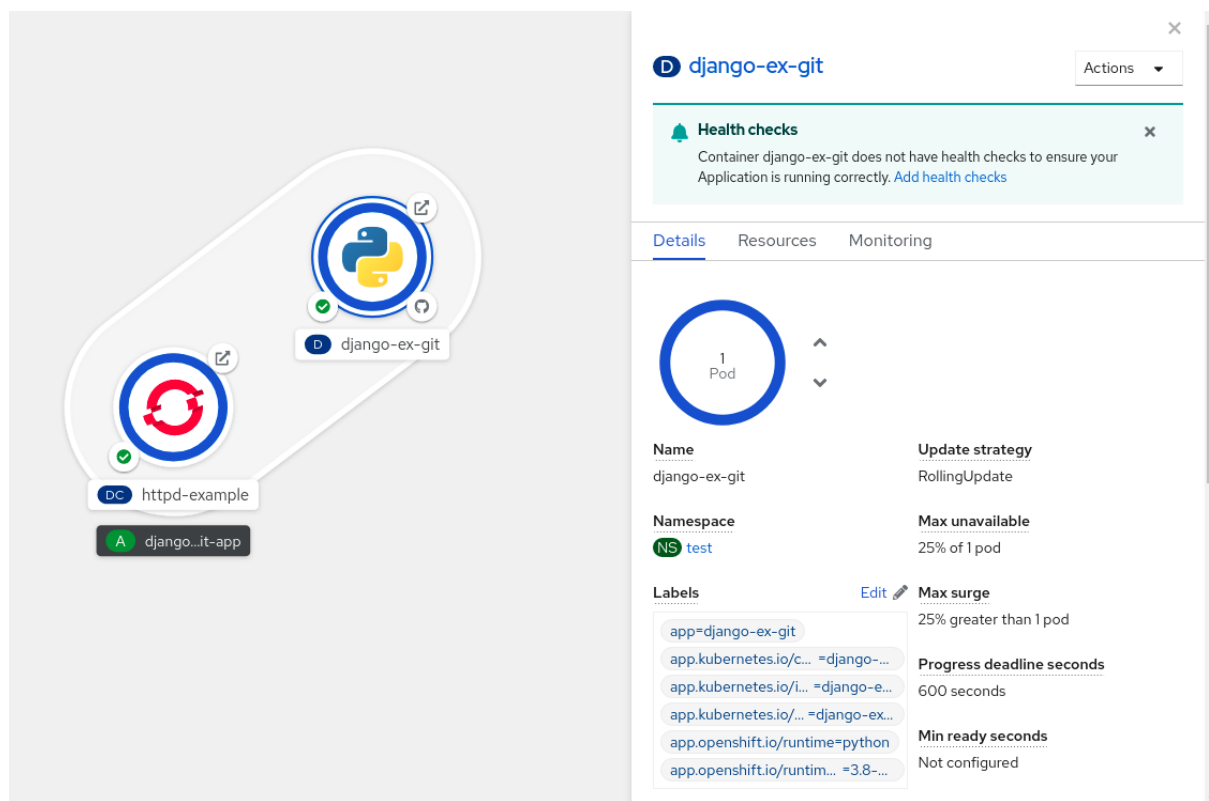 D django-ex-git
DC httpd-example
A django...it-app
D django-ex-git
Actions
Health checks
Container django-ex-git does not have health checks to ensure your
Application is running correctly. Add health checks
Details Resources Monitoring
1
Pod
Name
django-ex-git
Namespace
NS test
Labels Edit
app=django-ex-git
app.kubernetes.io/c... =django-...
app.kubernetes.io/i... =django-e...
app.kubernetes.io/... =django-ex...
app.openshift.io/runtime=python
app.openshift.io/runtim... =3.8-...
Update strategy
RollingUpdate
Max unavailable
25% of 1 pod
Max surge
25% greater than 1 pod
Progress deadline seconds
600 seconds
Min ready seconds
Not configured